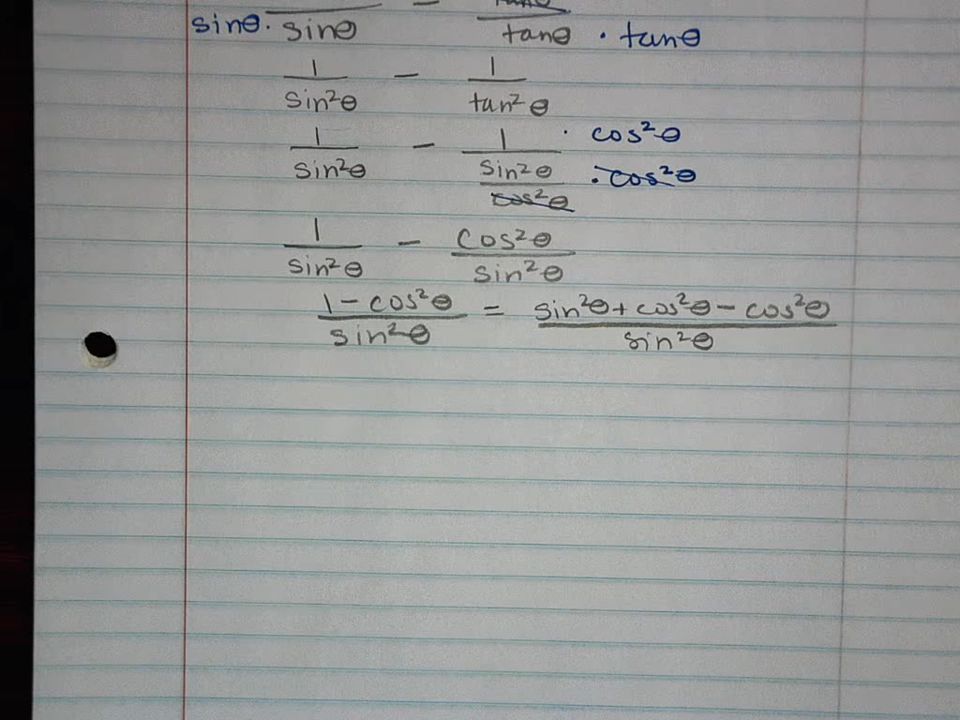 sinθ · sinθ tanθ · tanθ
1/sin²θ − 1/tan²θ
1/sin²θ − 1/(sin²θ/cos²θ) · cos²θ/· cos²θ
1/sin²θ − cos²θ/sin²θ
(1 − cos²θ)/sin²θ = (sin²θ + cos²θ − cos²θ)/sin²θ